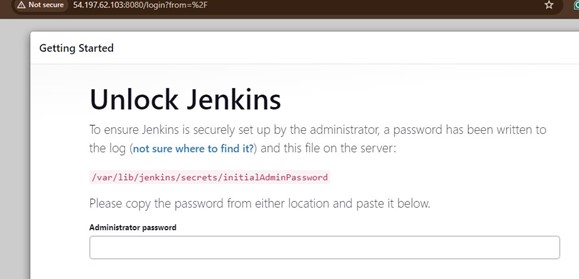 Not secure 54.197.62.103:8080/login?from=%2F
Getting Started
Unlock Jenkins
To ensure Jenkins is securely set up by the administrator, a password has been written to
the log (not sure where to find it?) and this file on the server:
/var/lib/jenkins/secrets/initialAdminPassword
Please copy the password from either location and paste it below.
Administrator password